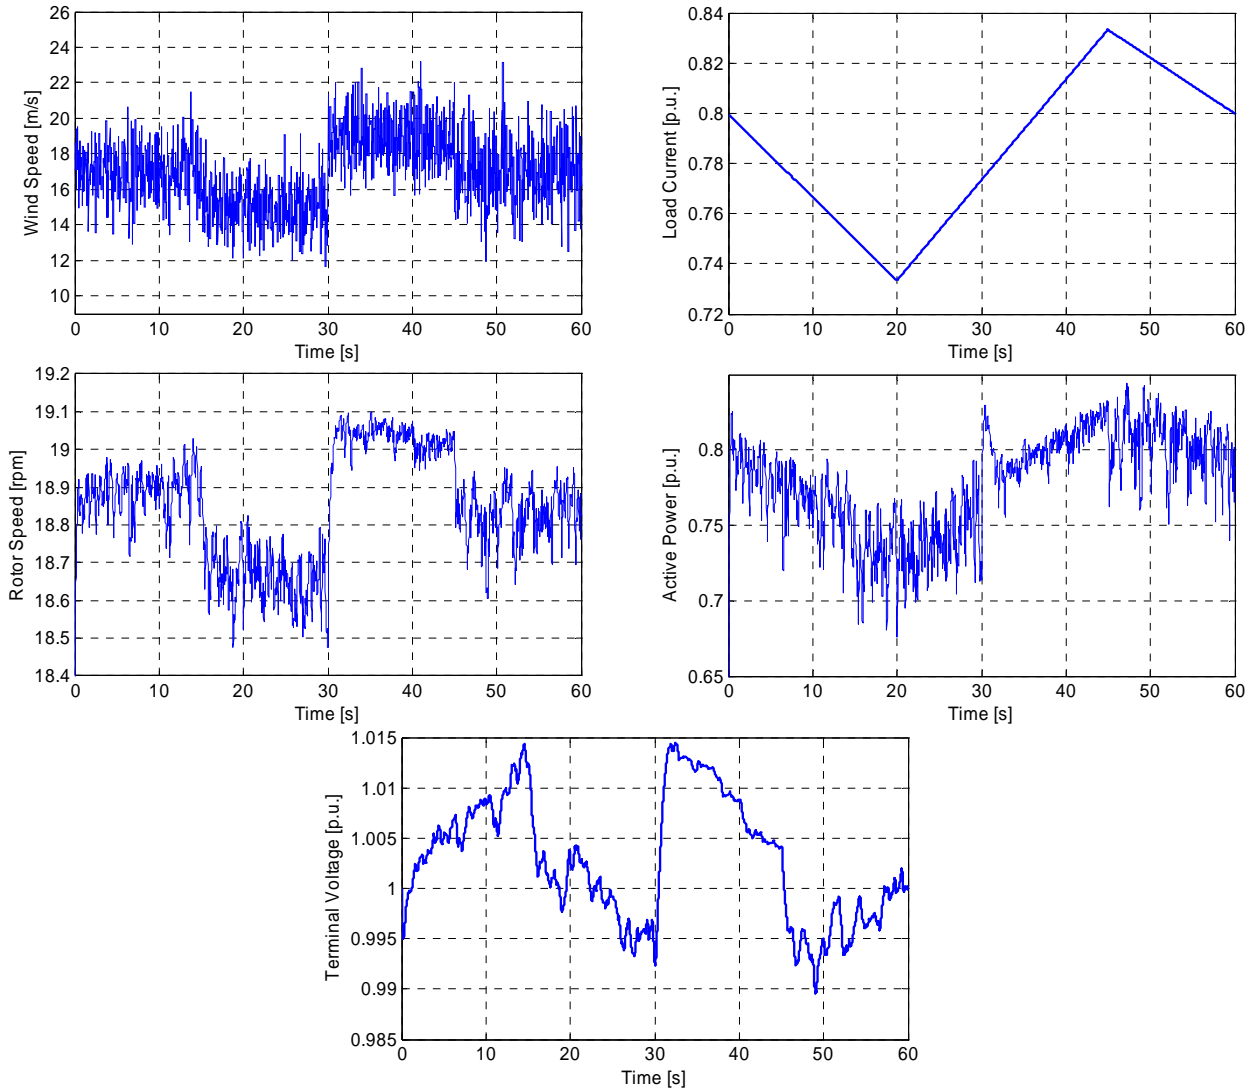 Wind Speed [m/s]
26
24
22
20
18
16
14
12
10
0 10 20 30 40 50 60
Time [s]
Load Current [p.u.]
0.84
0.82
0.8
0.78
0.76
0.74
0.72
0 10 20 30 40 50 60
Time [s]
Rotor Speed [rpm]
19.2
19.1
19
18.9
18.8
18.7
18.6
18.5
18.4
0 10 20 30 40 50 60
Time [s]
Active Power [p.u.]
0.8
0.75
0.7
0.65
0 10 20 30 40 50 60
Time [s]
Terminal Voltage [p.u.]
1.015
1.01
1.005
1
0.995
0.99
0.985
0 10 20 30 40 50 60
Time [s]